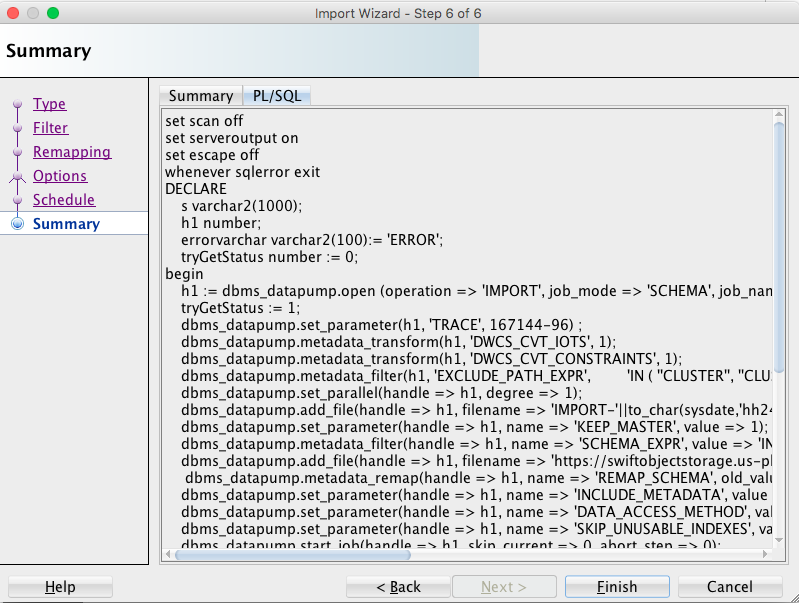 Import Wizard - Step 6 of 6
Summary
Type
Filter
Remapping
Options
Schedule
Summary
Summary PL/SQL
set scan off
set serveroutput on
set escape off
whenever sqlerror exit
DECLARE
s varchar2(1000);
h1 number;
errorvarchar varchar2(100):= 'ERROR';
tryGetStatus number := 0;
begin
h1 := dbms_datapump.open (operation => 'IMPORT', job_mode => 'SCHEMA', job_nam
tryGetStatus := 1;
dbms_datapump.set_parameter(h1, 'TRACE', 167144-96) ;
dbms_datapump.metadata_transform(h1, 'DWCS_CVT_IOTS', 1);
dbms_datapump.metadata_transform(h1, 'DWCS_CVT_CONSTRAINTS', 1);
dbms_datapump.metadata_filter(h1, 'EXCLUDE_PATH_EXPR', 'IN ( "CLUSTER", "CLU
dbms_datapump.set_parallel(handle => h1, degree => 1);
dbms_datapump.add_file(handle => h1, filename => 'IMPORT-'||to_char(sysdate,'hh24
dbms_datapump.set_parameter(handle => h1, name => 'KEEP_MASTER', value => 1);
dbms_datapump.metadata_filter(handle => h1, name => 'SCHEMA_EXPR', value => 'IN
dbms_datapump.add_file(handle => h1, filename => 'https://swiftobjectstorage.us-ph
dbms_datapump.metadata_remap(handle => h1, name => 'REMAP_SCHEMA', old_valu
dbms_datapump.set_parameter(handle => h1, name => 'INCLUDE_METADATA', value
dbms_datapump.set_parameter(handle => h1, name => 'DATA_ACCESS_METHOD', val
dbms_datapump.set_parameter(handle => h1, name => 'SKIP_UNUSABLE_INDEXES', va
dbms_datapump.start_job(handle => h1, skip_current => 0, abort_step => 0);
Help < Back Next > Finish Cancel